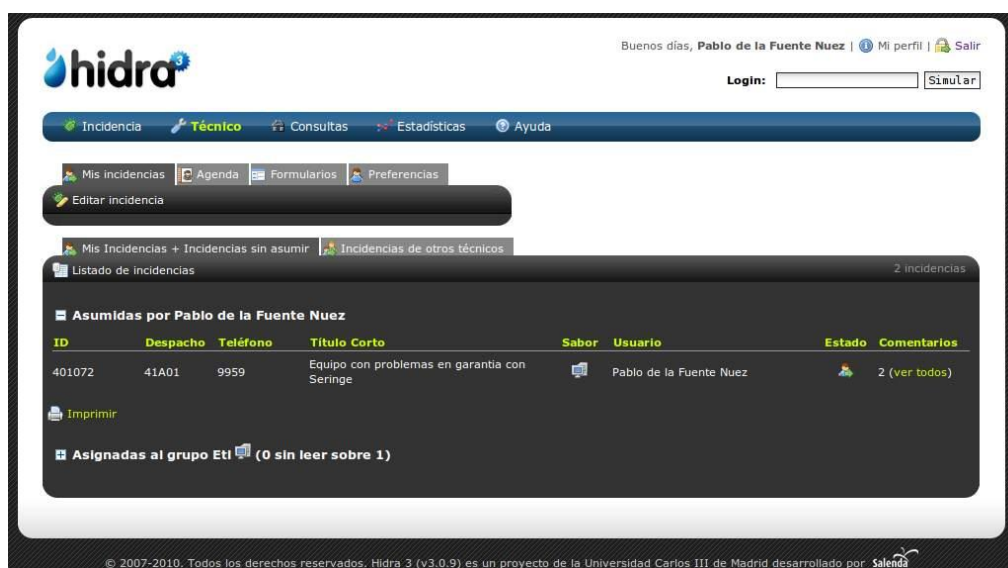 Buenos días, Pablo de la Fuente Nuez | Mi perfil | Salir
hidra3
Login: Simular
Incidencia Técnico Consultas Estadísticas Ayuda
Mis incidencias Agenda Formularios Preferencias
Editar incidencia
Mis Incidencias + Incidencias sin asumir Incidencias de otros técnicos
Listado de incidencias 2 incidencias
Asumidas por Pablo de la Fuente Nuez
ID Despacho Teléfono Título Corto Sabor Usuario Estado Comentarios
401072 41A01 9959 Equipo con problemas en garantia con Pablo de la Fuente Nuez 2 (ver todos)
Seringe
Imprimir
Asignadas al grupo Etl (0 sin leer sobre 1)
© 2007-2010. Todos los derechos reservados. Hidra 3 (v3.0.9) es un proyecto de la Universidad Carlos III de Madrid desarrollado por Salenda